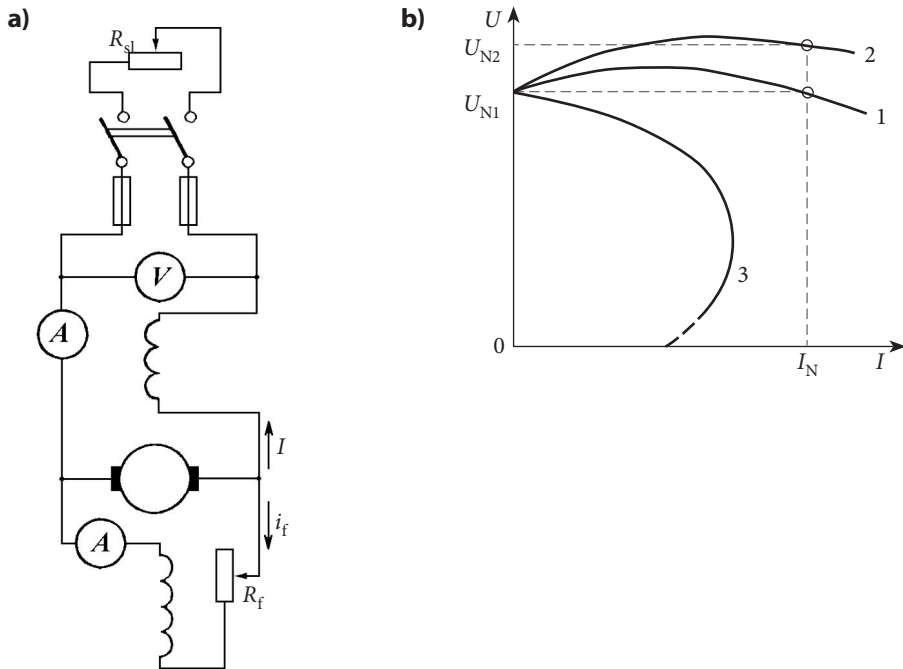 a)
R_sl
V
A
I
i_f
A
R_f
b)
U
U_N2
2
U_N1
1
3
0
I_N
I